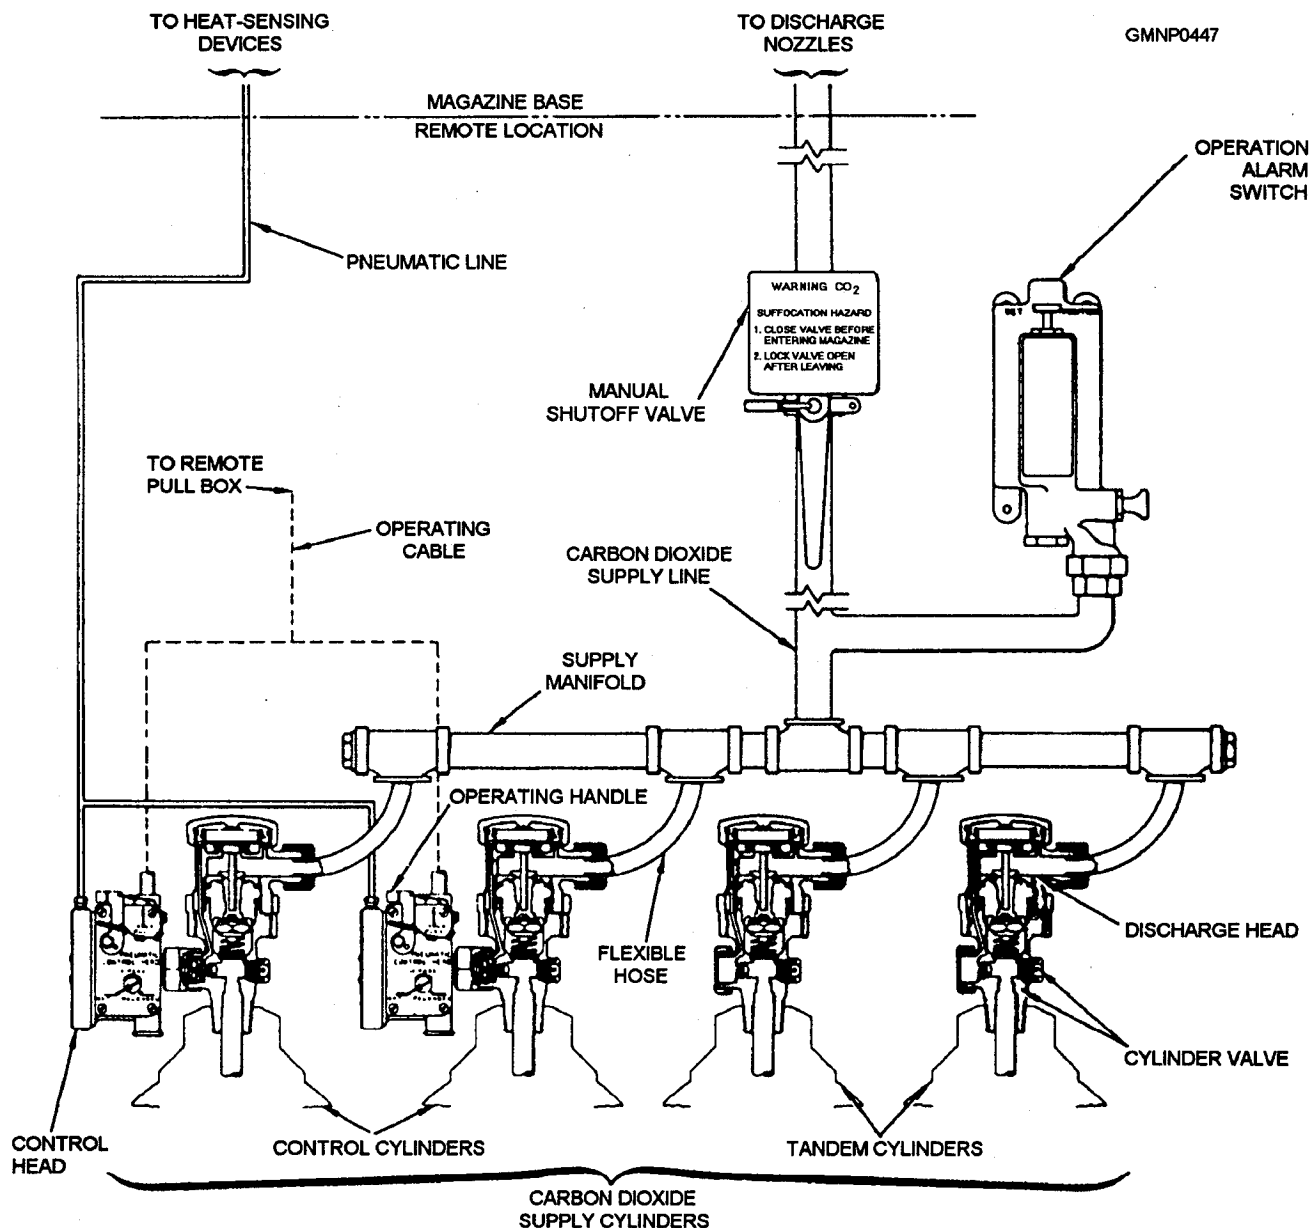 TO HEAT-SENSING
DEVICES
TO DISCHARGE
NOZZLES
GMNP0447
MAGAZINE BASE
REMOTE LOCATION
OPERATION
ALARM
SWITCH
PNEUMATIC LINE
WARNING CO2
SUFFOCATION HAZARD
1. CLOSE VALVE BEFORE
ENTERING MAGAZINE
2. LOCK VALVE OPEN
AFTER LEAVING
MANUAL
SHUTOFF VALVE
TO REMOTE
PULL BOX
OPERATING
CABLE
CARBON DIOXIDE
SUPPLY LINE
SUPPLY
MANIFOLD
OPERATING HANDLE
FLEXIBLE
HOSE
DISCHARGE HEAD
CYLINDER VALVE
CONTROL
HEAD
CONTROL CYLINDERS
TANDEM CYLINDERS
CARBON DIOXIDE
SUPPLY CYLINDERS